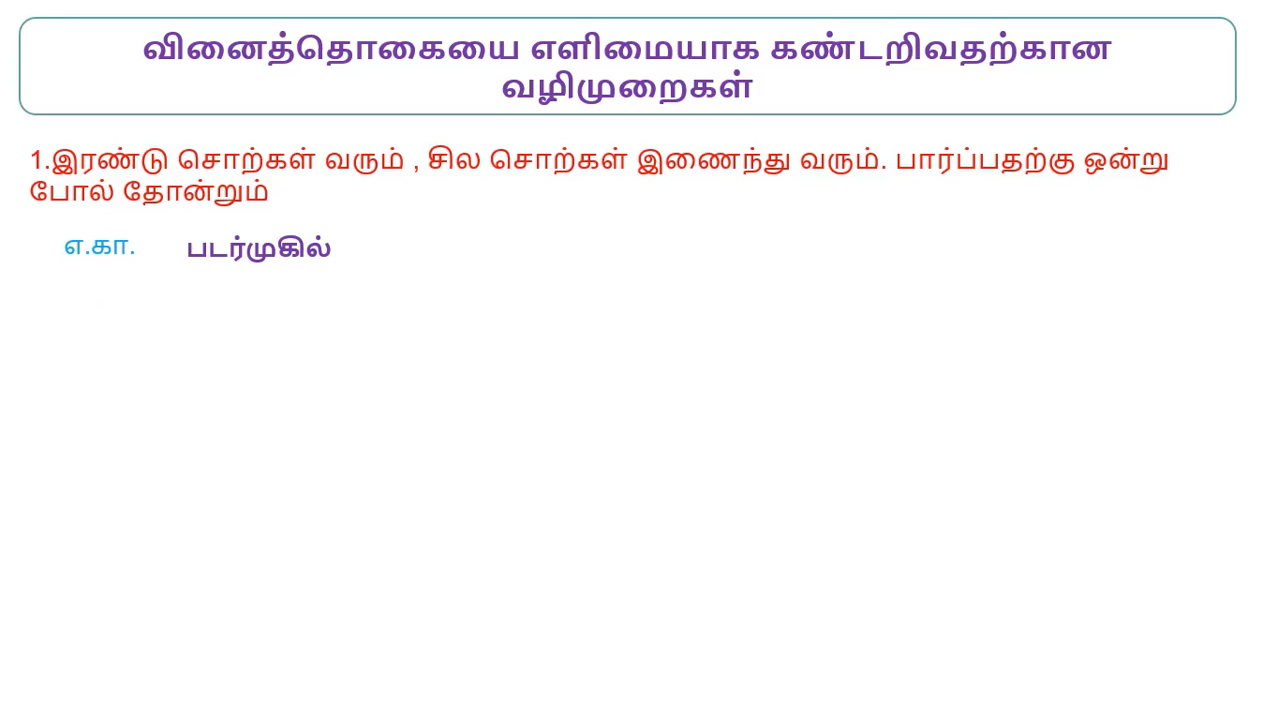 வினைத்தொகையை எளிமையாக கண்டறிவதற்கான
வழிமுறைகள்
1.இரண்டு சொற்கள் வரும் , சில சொற்கள் இணைந்து வரும். பார்ப்பதற்கு ஒன்று
போல் தோன்றும்
எ.கா. படர்முகில்